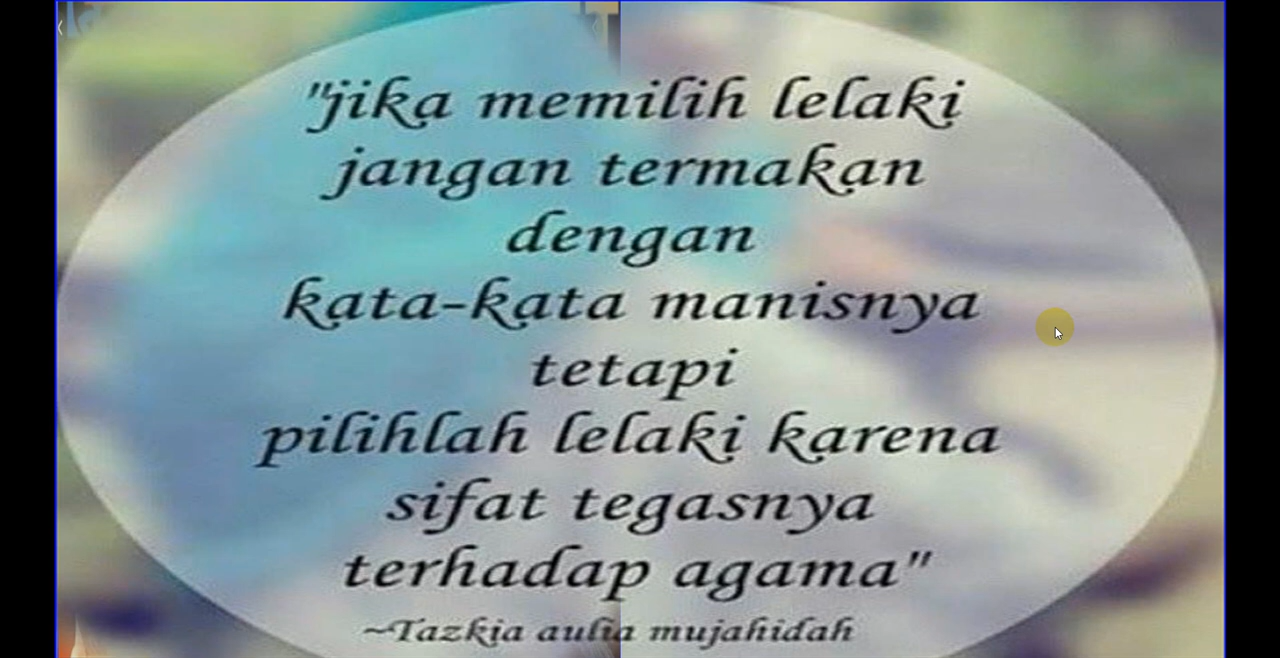 "jika memilih lelaki
jangan termakan
dengan
kata-kata manisnya
tetapi
pilihlah lelaki karena
sifat tegasnya
terhadap agama"
~Tazkia aulia mujahidah